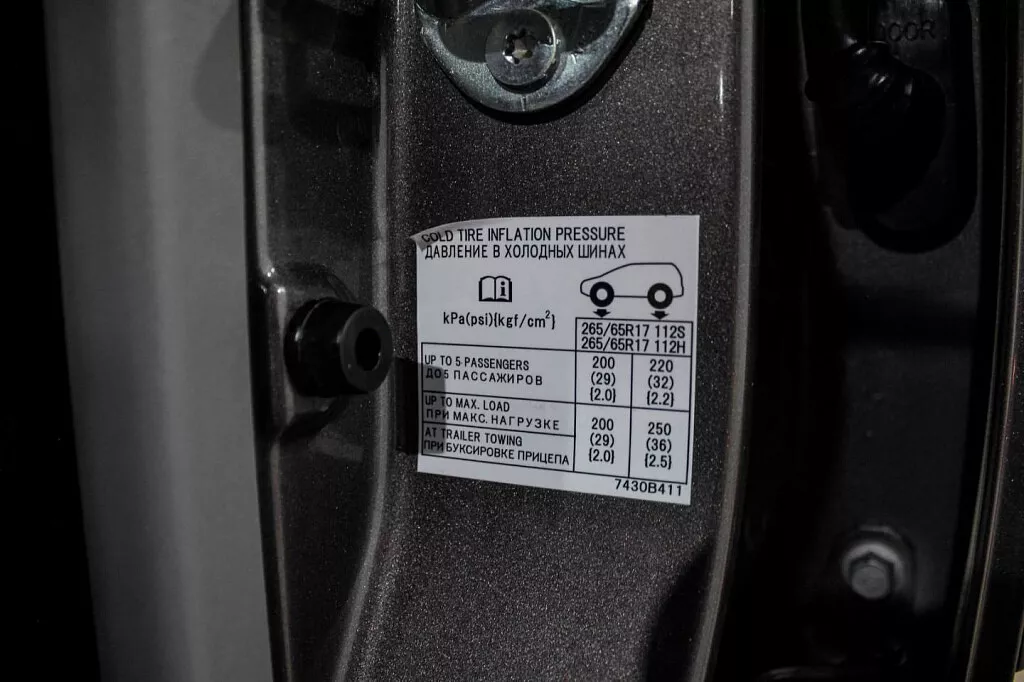 COLD TIRE INFLATION PRESSURE
ДАВЛЕНИЕ В ХОЛОДНЫХ ШИНАХ
kPa(psi){kgf/cm²}
265/65R17 112S
265/65R17 112H
UP TO 5 PASSENGERS
ДО 5 ПАССАЖИРОВ
200 220
(29) (32)
{2.0} {2.2}
UP TO MAX. LOAD
ПРИ МАКС. НАГРУЗКЕ
AT TRAILER TOWING
ПРИ БУКСИРОВКЕ ПРИЦЕПА
200 250
(29) (36)
{2.0} {2.5}
7430B411